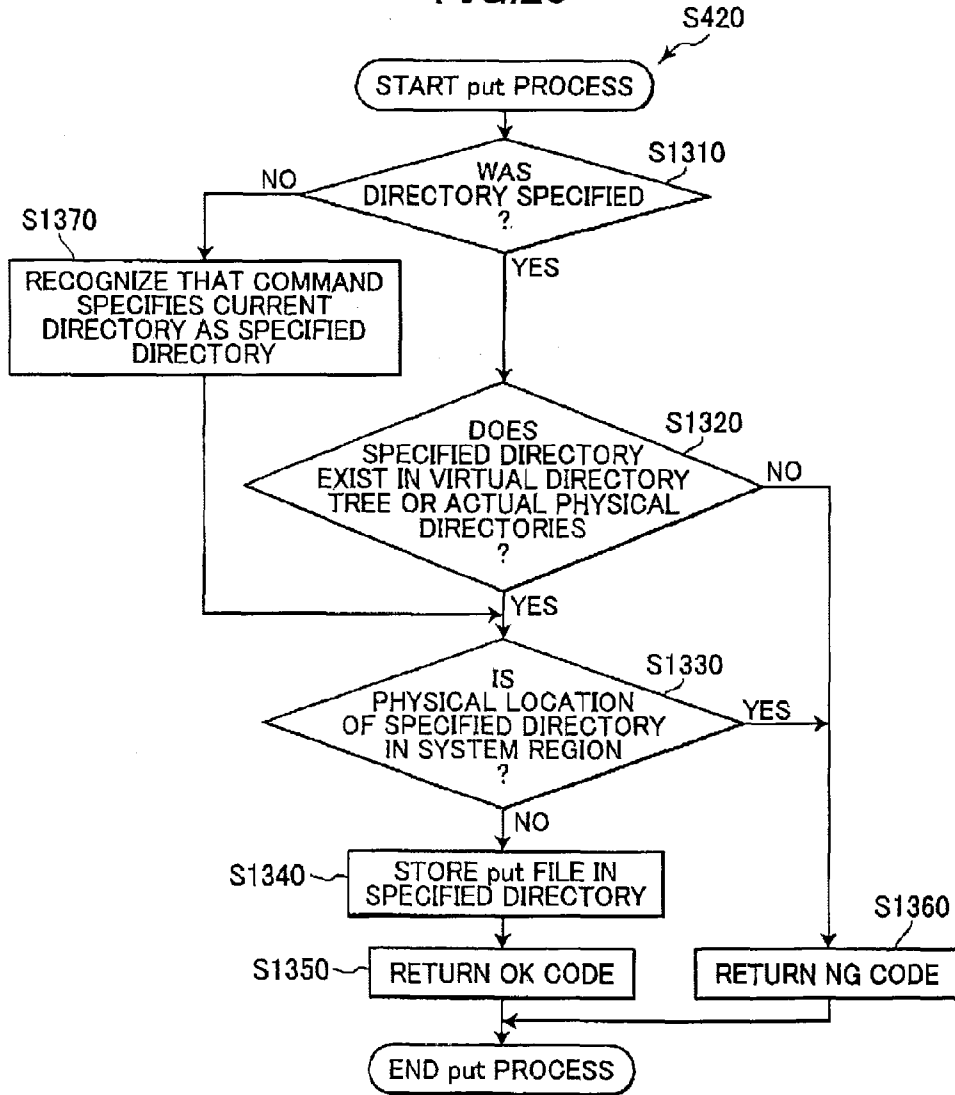 S420
START put PROCESS
S1310
WAS
DIRECTORY SPECIFIED
?
NO
YES
S1370
RECOGNIZE THAT COMMAND
SPECIFIES CURRENT
DIRECTORY AS SPECIFIED
DIRECTORY
S1320
DOES
SPECIFIED DIRECTORY
EXIST IN VIRTUAL DIRECTORY
TREE OR ACTUAL PHYSICAL
DIRECTORIES
?
NO
YES
S1330
IS
PHYSICAL LOCATION
OF SPECIFIED DIRECTORY
IN SYSTEM REGION
?
YES
NO
S1340
STORE put FILE IN
SPECIFIED DIRECTORY
S1350
RETURN OK CODE
S1360
RETURN NG CODE
END put PROCESS